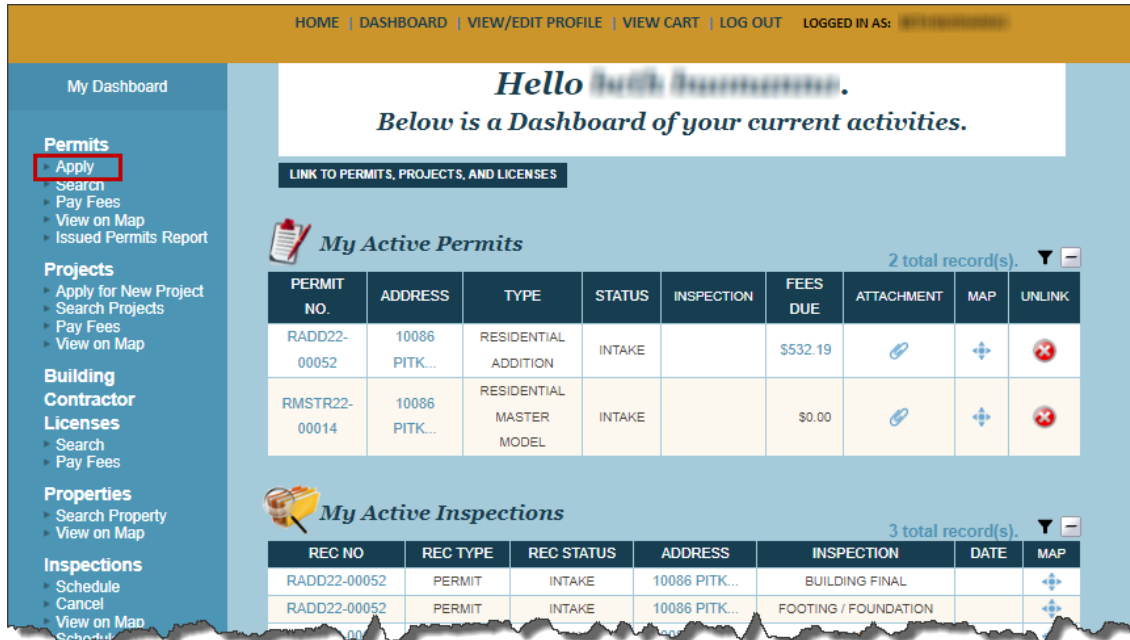 HOME | DASHBOARD | VIEW/EDIT PROFILE | VIEW CART | LOG OUT LOGGED IN AS:
My Dashboard
Hello .
Below is a Dashboard of your current activities.
Permits
Apply
Search
Pay Fees
View on Map
Issued Permits Report
Projects
Apply for New Project
Search Projects
Pay Fees
View on Map
Building
Contractor
Licenses
Search
Pay Fees
Properties
Search Property
View on Map
Inspections
Schedule
Cancel
View on Map
LINK TO PERMITS, PROJECTS, AND LICENSES
My Active Permits
2 total record(s).
PERMIT NO. ADDRESS TYPE STATUS INSPECTION FEES DUE ATTACHMENT MAP UNLINK
RADD22-00052 10086 PITK... RESIDENTIAL ADDITION INTAKE $532.19
RMSTR22-00014 10086 PITK... RESIDENTIAL MASTER MODEL INTAKE $0.00
My Active Inspections
3 total record(s).
REC NO REC TYPE REC STATUS ADDRESS INSPECTION DATE MAP
RADD22-00052 PERMIT INTAKE 10086 PITK... BUILDING FINAL
RADD22-00052 PERMIT INTAKE 10086 PITK... FOOTING / FOUNDATION